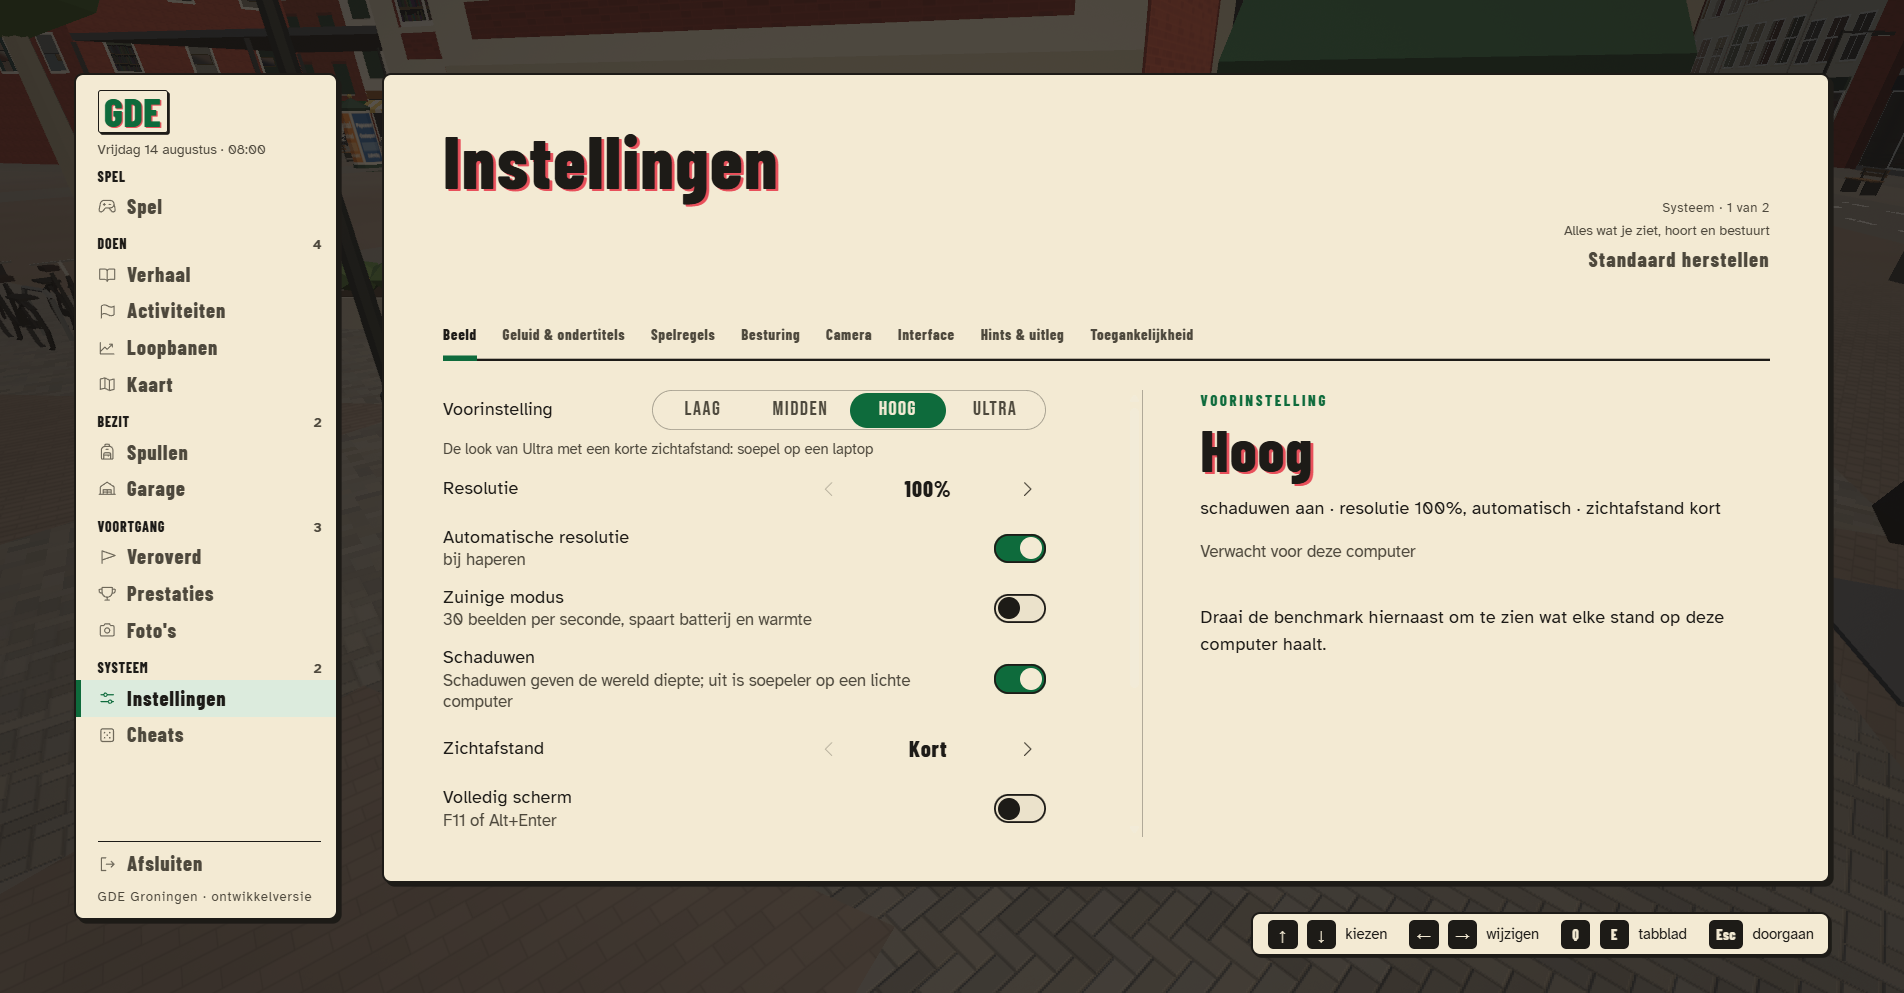 GDE
Vrijdag 14 augustus · 08:00
SPEL
Spel
DOEN 4
Verhaal
Activiteiten
Loopbanen
Kaart
BEZIT 2
Spullen
Garage
VOORTGANG 3
Veroverd
Prestaties
Foto's
SYSTEEM 2
Instellingen
Cheats
Afsluiten
GDE Groningen · ontwikkelversie
Instellingen
Systeem · 1 van 2
Alles wat je ziet, hoort en bestuurt
Standaard herstellen
Beeld Geluid & ondertitels Spelregels Besturing Camera Interface Hints & uitleg Toegankelijkheid
Voorinstelling LAAG MIDDEN HOOG ULTRA
De look van Ultra met een korte zichtafstand: soepel op een laptop
Resolutie 100%
Automatische resolutie
bij haperen
Zuinige modus
30 beelden per seconde, spaart batterij en warmte
Schaduwen
Schaduwen geven de wereld diepte; uit is soepeler op een lichte
computer
Zichtafstand Kort
Volledig scherm
F11 of Alt+Enter
VOORINSTELLING
Hoog
schaduwen aan · resolutie 100%, automatisch · zichtafstand kort
Verwacht voor deze computer
Draai de benchmark hiernaast om te zien wat elke stand op deze
computer haalt.
↑ ↓ kiezen ← → wijzigen Q E tabblad Esc doorgaan